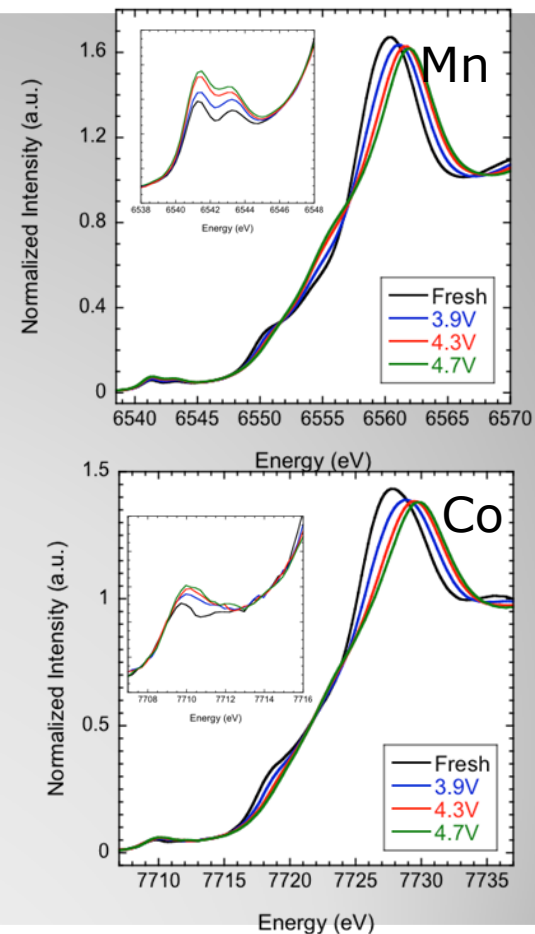 Mn
Normalized Intensity (a.u.)
1.6
1.2
0.8
0.4
0
6538 6540 6542 6544 6546 6548
Energy (eV)
Fresh
3.9V
4.3V
4.7V
6540 6545 6550 6555 6560 6565 6570
Energy (eV)
Co
Normalized Intensity (a.u.)
1.5
1
0.5
0
7708 7710 7712 7714 7716
Energy (eV)
Fresh
3.9V
4.3V
4.7V
7710 7715 7720 7725 7730 7735
Energy (eV)